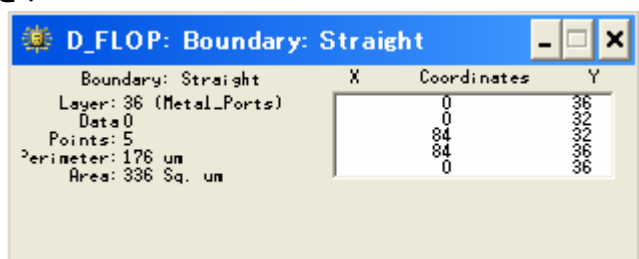 D_FLOP: Boundary: Straight
Boundary: Straight
Layer: 36 (Metal_Ports)
Data 0
Points: 5
Perimeter: 176 um
Area: 336 Sq. um
X Coordinates Y
0 36
0 32
84 32
84 36
0 36